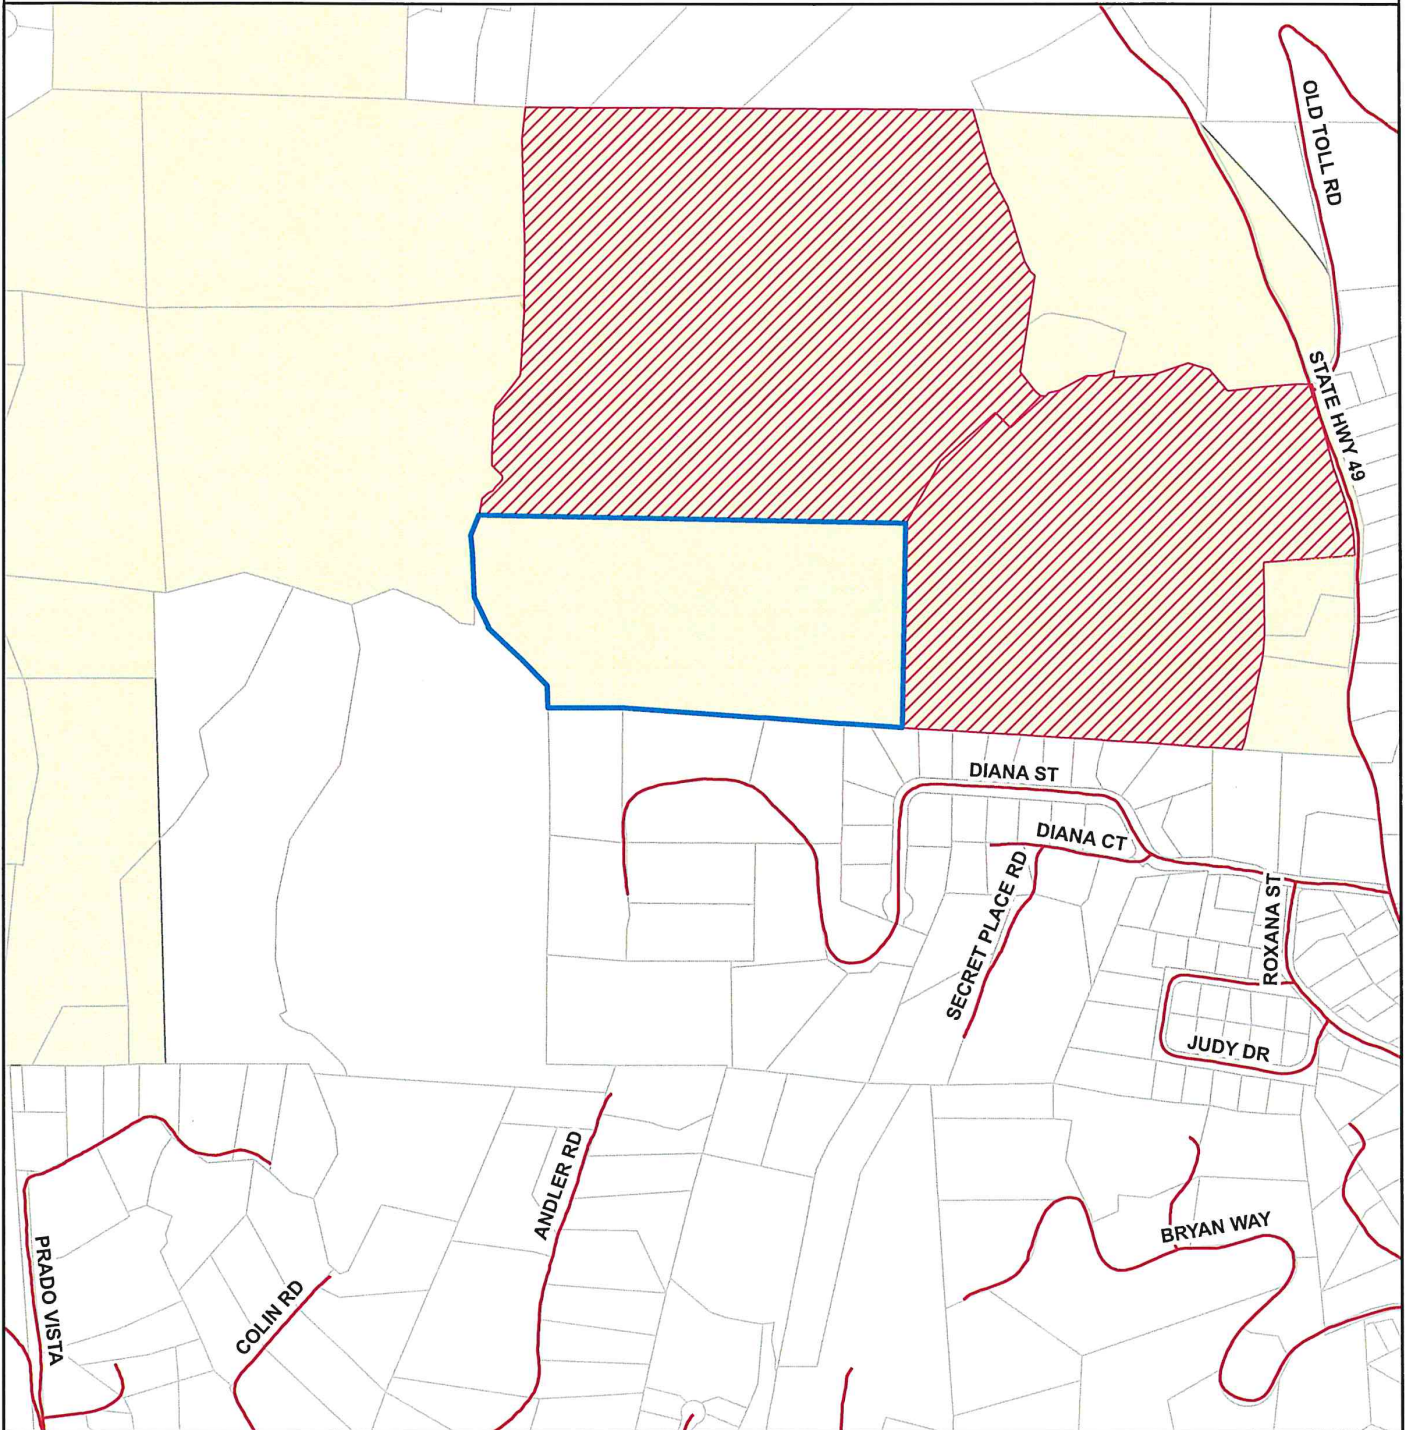 OLD TOLL RD
STATE HWY 49
DIANA ST
DIANA CT
SECRET PLACE RD
ROXANA ST
JUDY DR
ANDLER RD
BRYAN WAY
PRADO VISTA
COLIN RD